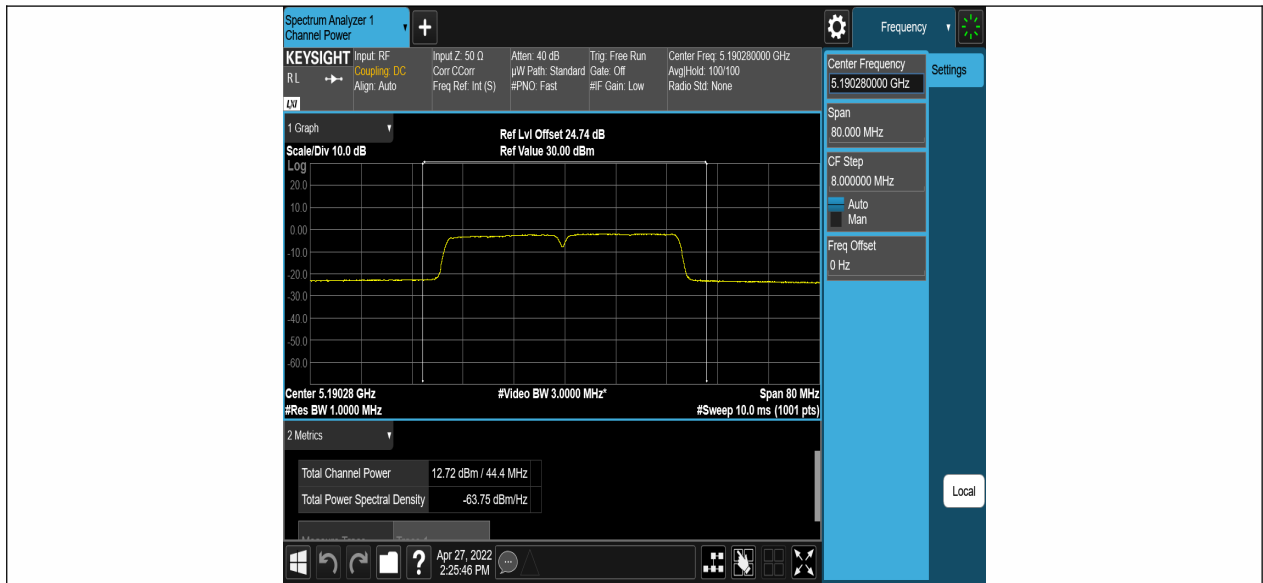 Spectrum Analyzer 1
Channel Power
+
Frequency
KEYSIGHT
RL
LXI
Input: RF
Coupling: DC
Align: Auto
Input Z: 50 Ω
Corr CCorr
Freq Ref: Int (S)
Atten: 40 dB
µW Path: Standard
#PNO: Fast
Trig: Free Run
Gate: Off
#IF Gain: Low
Center Freq: 5.190280000 GHz
Avg|Hold: 100/100
Radio Std: None
Center Frequency
5.190280000 GHz
Settings
Span
80.000 MHz
CF Step
8.000000 MHz
Auto
Man
Freq Offset
0 Hz
Local
1 Graph
Scale/Div 10.0 dB
Ref Lvl Offset 24.74 dB
Ref Value 30.00 dBm
Log
20.0
10.0
0.00
-10.0
-20.0
-30.0
-40.0
-50.0
-60.0
Center 5.19028 GHz
#Video BW 3.0000 MHz*
Span 80 MHz
#Res BW 1.0000 MHz
#Sweep 10.0 ms (1001 pts)
2 Metrics
Total Channel Power 12.72 dBm / 44.4 MHz
Total Power Spectral Density -63.75 dBm/Hz
?
Apr 27, 2022
2:25:46 PM